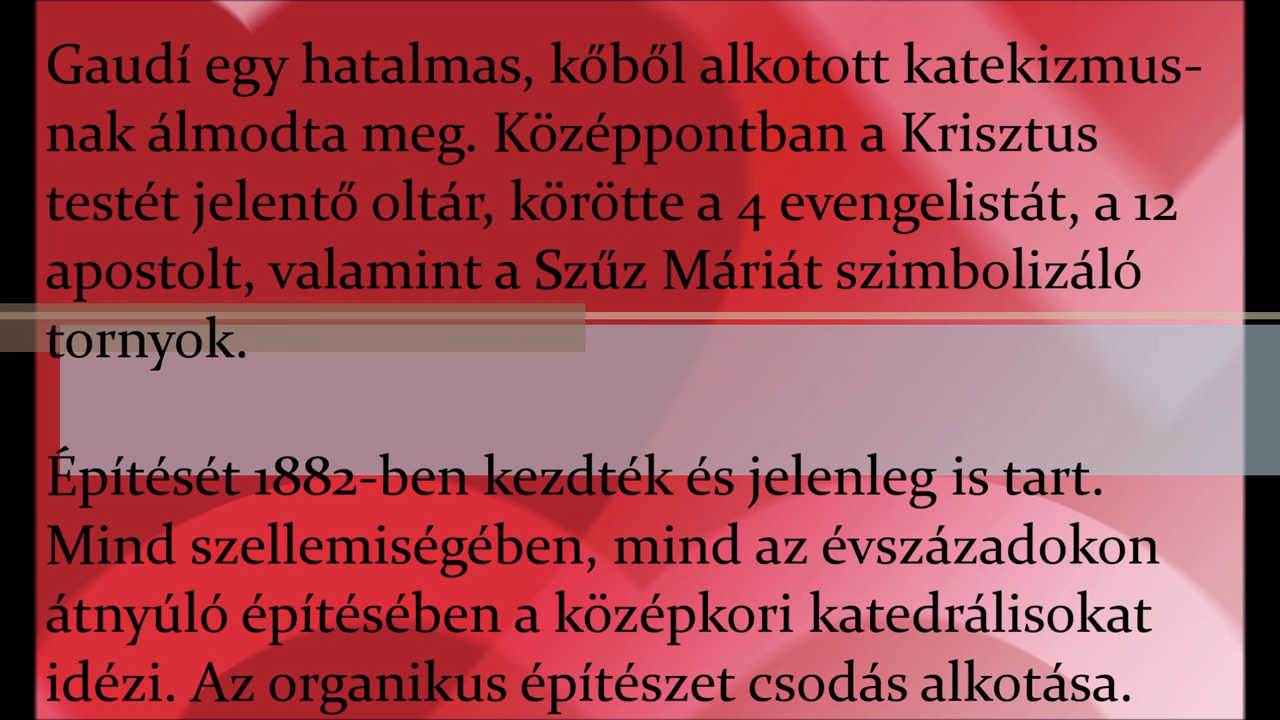 Gaudí egy hatalmas, kőből alkotott katekizmus-
nak álmodta meg. Középpontban a Krisztus
testét jelentő oltár, körötte a 4 evengelistát, a 12
apostolt, valamint a Szűz Máriát szimbolizáló
tornyok.
Építését 1882-ben kezdték és jelenleg is tart.
Mind szellemiségében, mind az évszázadokon
átnyúló építésében a középkori katedrálisokat
idézi. Az organikus építészet csodás alkotása.